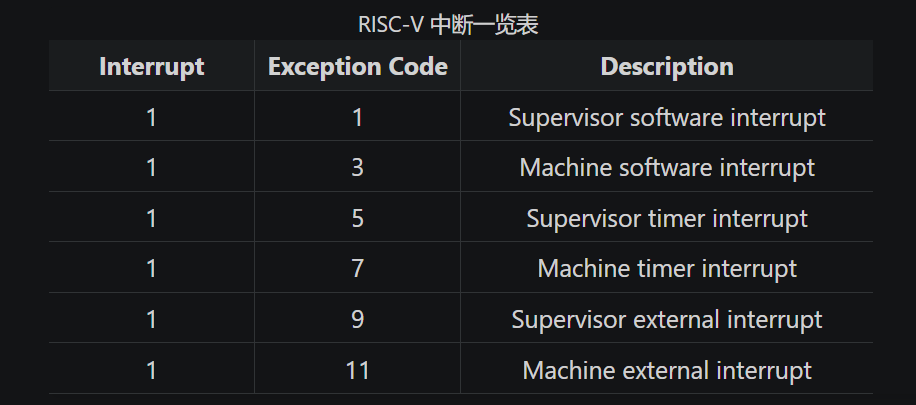 RISC-V 中断一览表
Interrupt Exception Code Description
1 1 Supervisor software interrupt
1 3 Machine software interrupt
1 5 Supervisor timer interrupt
1 7 Machine timer interrupt
1 9 Supervisor external interrupt
1 11 Machine external interrupt